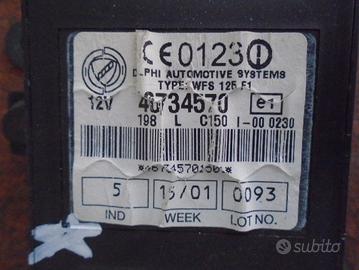 CE0123!
DELPHI AUTOMOTIVE SYSTEMS
TYPE: WFS 125 F1
12V 46734570 e1
198 L C150 I-00 0230
*46734570J501*
5 15/01 0093
IND WEEK LOT NO.
subito